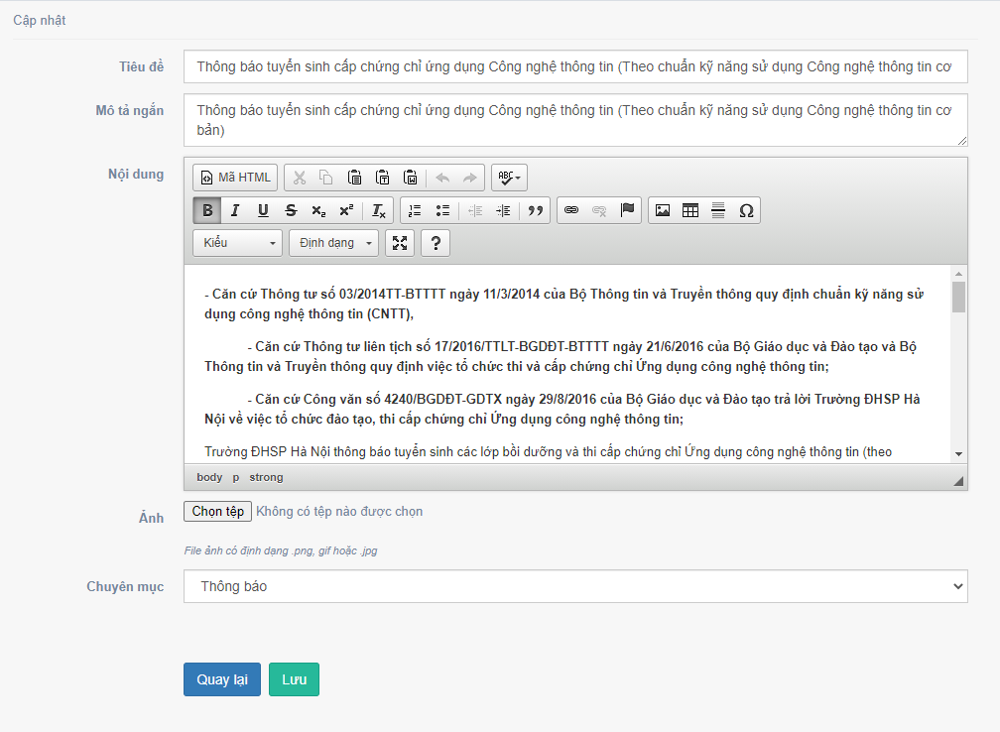 Cập nhật
Tiêu đề
Thông báo tuyển sinh cấp chứng chỉ ứng dụng Công nghệ thông tin (Theo chuẩn kỹ năng sử dụng Công nghệ thông tin cơ
Mô tả ngắn
Thông báo tuyển sinh cấp chứng chỉ ứng dụng Công nghệ thông tin (Theo chuẩn kỹ năng sử dụng Công nghệ thông tin cơ
bản)
Nội dung
Mã HTML
ABC
B I U S x₂ x² Tx
Kiểu Định dạng ?
- Căn cứ Thông tư số 03/2014TT-BTTTT ngày 11/3/2014 của Bộ Thông tin và Truyền thông quy định chuẩn kỹ năng sử
dụng công nghệ thông tin (CNTT),
- Căn cứ Thông tư liên tịch số 17/2016/TTLT-BGDĐT-BTTTT ngày 21/6/2016 của Bộ Giáo dục và Đào tạo và Bộ
Thông tin và Truyền thông quy định việc tổ chức thi và cấp chứng chỉ Ứng dụng công nghệ thông tin;
- Căn cứ Công văn số 4240/BGDĐT-GDTX ngày 29/8/2016 của Bộ Giáo dục và Đào tạo trả lời Trường ĐHSP Hà
Nội về việc tổ chức đào tạo, thi cấp chứng chỉ Ứng dụng công nghệ thông tin;
Trường ĐHSP Hà Nội thông báo tuyển sinh các lớp bồi dưỡng và thi cấp chứng chỉ Ứng dụng công nghệ thông tin (theo
body p strong
Ảnh
Chọn tệp Không có tệp nào được chọn
File ảnh có định dạng .png, gif hoặc .jpg
Chuyên mục
Thông báo
Quay lại Lưu